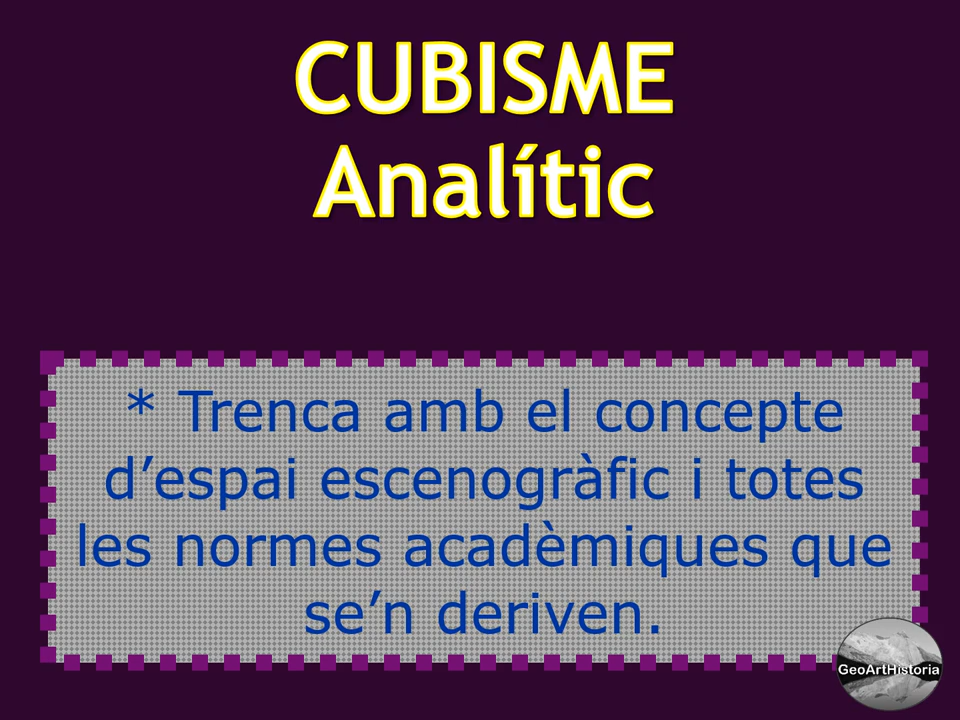 CUBISME
Analític
* Trenca amb el concepte
d’espai escenogràfic i totes
les normes acadèmiques que
se’n deriven.
GeoArtHistoria